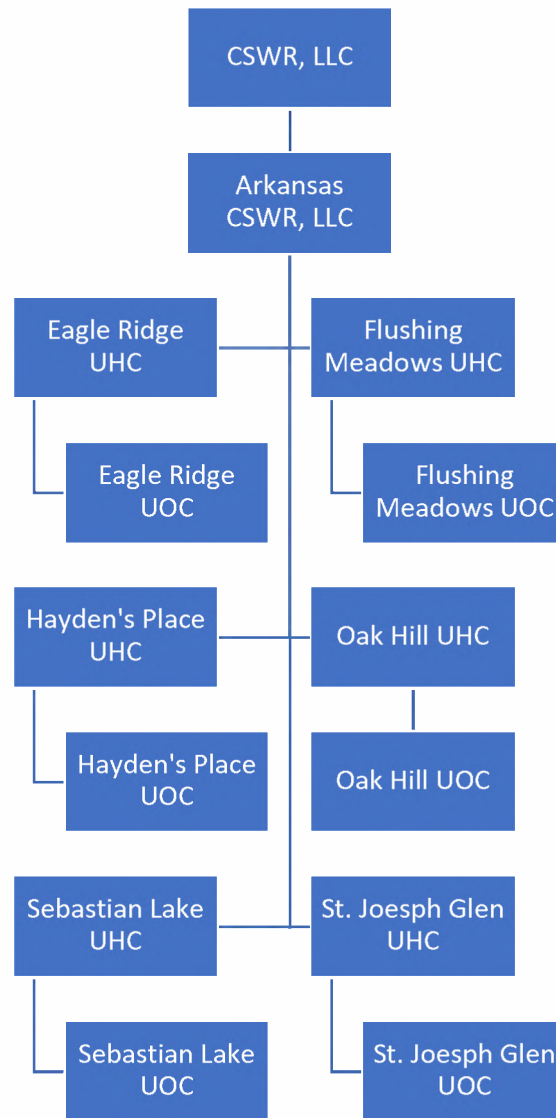 CSWR, LLC
Arkansas
CSWR, LLC
Eagle Ridge
UHC
Flushing
Meadows UHC
Eagle Ridge
UOC
Flushing
Meadows UOC
Hayden's Place
UHC
Oak Hill UHC
Hayden's Place
UOC
Oak Hill UOC
Sebastian Lake
UHC
St. Joesph Glen
UHC
Sebastian Lake
UOC
St. Joesph Glen
UOC